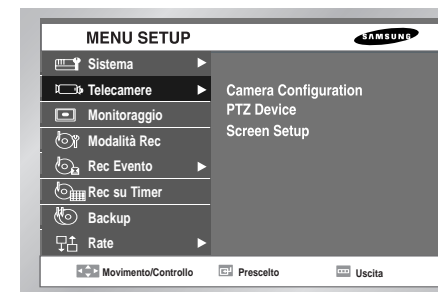 MENU SETUP
SAMSUNG
Sistema
Telecamere
Monitoraggio
Modalità Rec
Rec Evento
Rec su Timer
Backup
Rate
Camera Configuration
PTZ Device
Screen Setup
Movimento/Controllo Prescelto Uscita